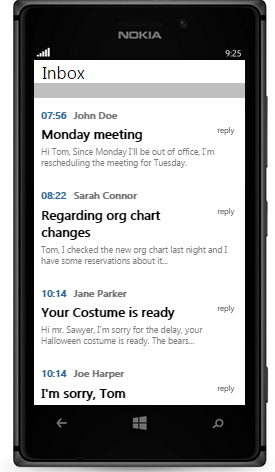 NOKIA
9:25
Inbox
07:56 John Doe
Monday meeting
reply
Hi Tom, Since Monday I'll be out of office, I'm
rescheduling the meeting for Tuesday.
08:22 Sarah Connor
Regarding org chart
changes
reply
Tom, I checked the new org chart last night and I
have some reservations about it...
10:14 Jane Parker
Your Costume is ready
reply
Hi mr. Sawyer, I'm sorry for the delay, your
Halloween costume is ready. The bears...
10:14 Joe Harper
I'm sorry, Tom
reply